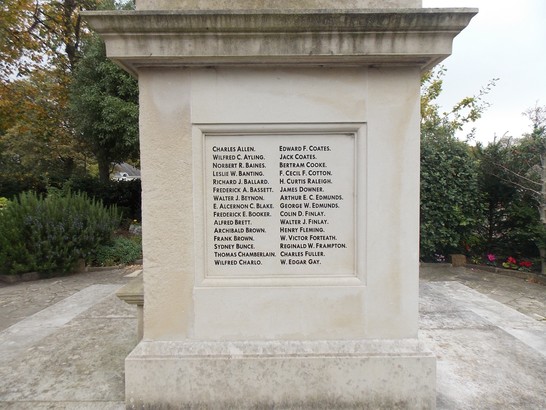 CHARLES ALLEN.
WILFRED C. AYLING.
NORBERT R. BAINES.
LESLIE W. BANTING.
RICHARD J. BALLARD.
FREDERICK A. BASSETT.
WALTER J. BEYNON.
E. ALCERNON C. BLAKE.
FREDERICK E. BOOKER.
ALFRED BRETT.
ARCHIBALD BROWN.
FRANK BROWN.
SYDNEY BUNCE.
THOMAS CHAMBERLAIN.
WILFRED CHARLO.
EDWARD F. COATES.
JACK COATES.
BERTRAM COOKE.
F. CECIL F. COTTON.
H. CURTIS RALEIGH.
JAMES DOWNER.
ARTHUR E. C. EDMUNDS.
GEORGE W. EDMUNDS.
COLIN D. FINLAY.
WALTER J. FINLAY.
HENRY FLEMING.
W. VICTOR FORTEATH.
REGINALD W. FRAMPTON.
CHARLES FULLER.
W. EDGAR GAY.